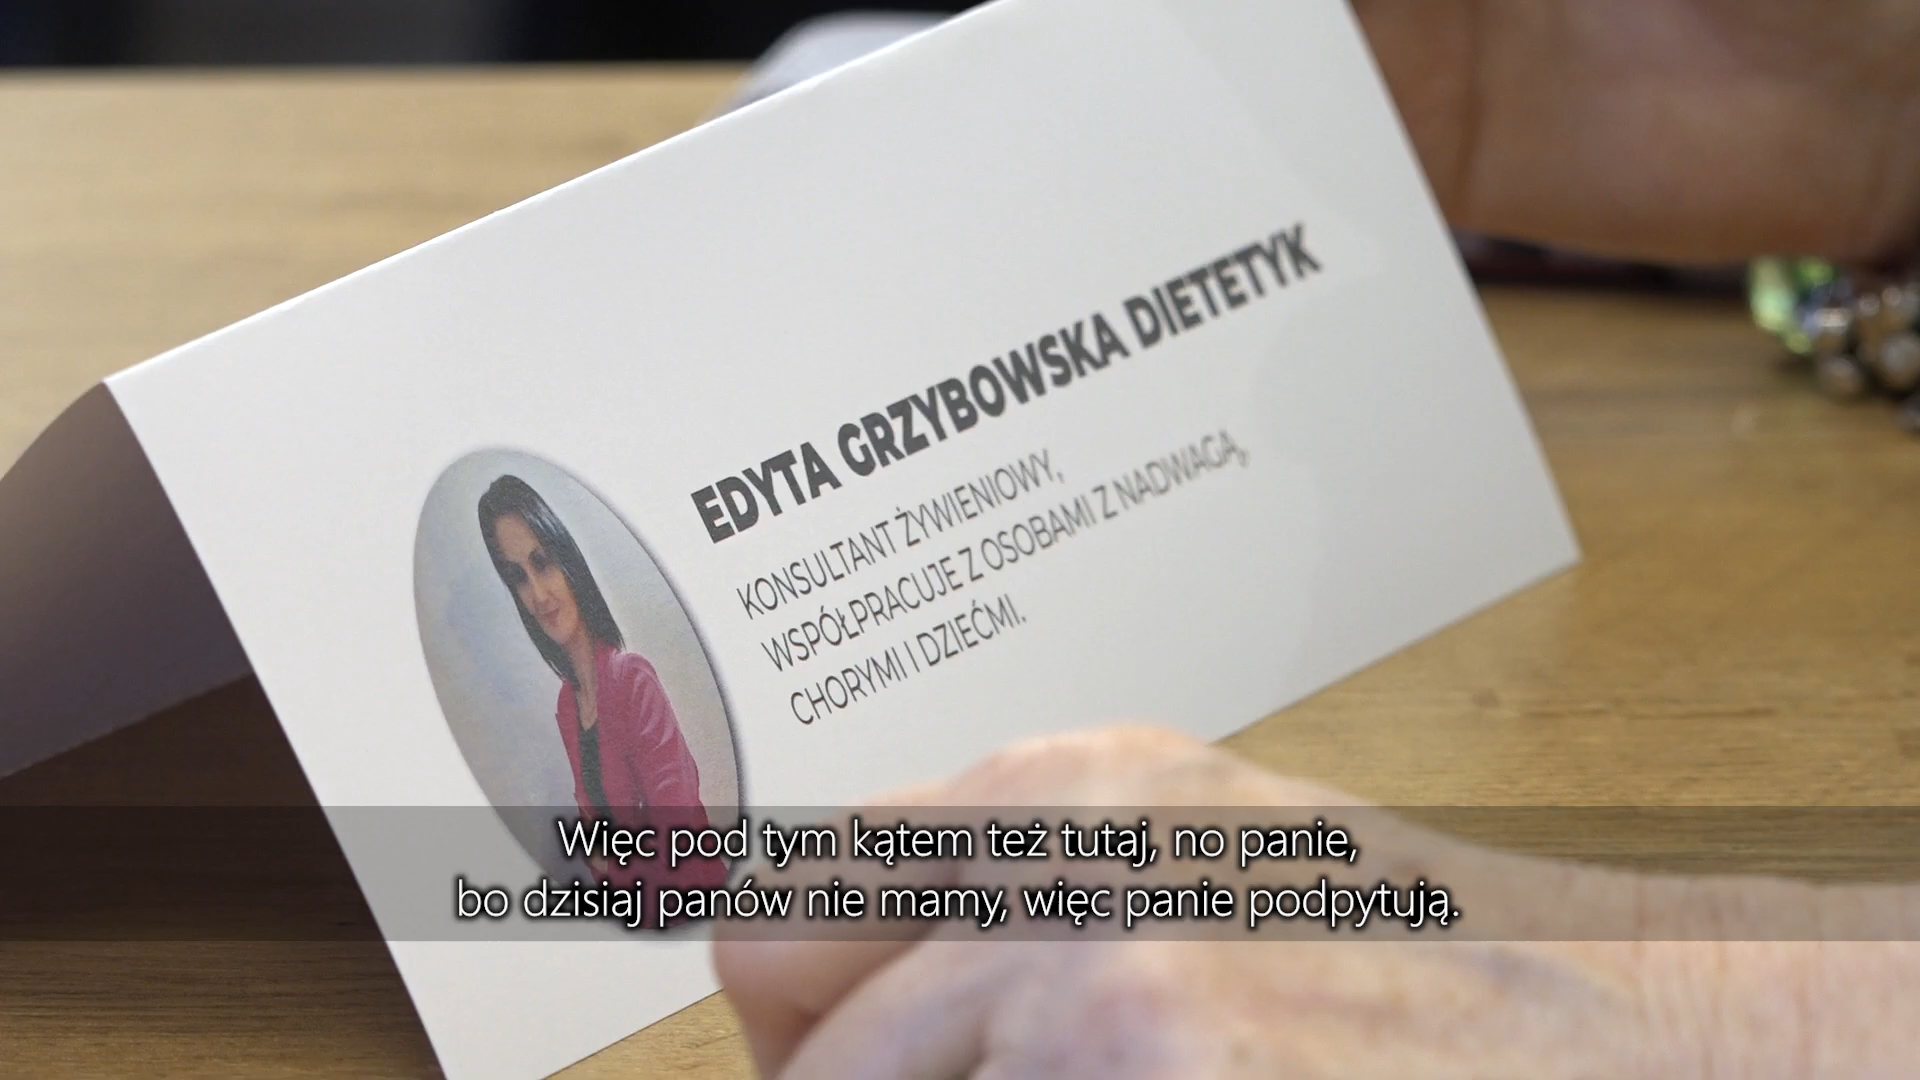 EDYTA GRZYBOWSKA DIETETYK
KONSULTANT ŻYWIENIOWY,
WSPÓŁPRACUJE Z OSOBAMI Z NADWAGĄ,
CHORYMI I DZIEĆMI.
Więc pod tym kątem też tutaj, no panie,
bo dzisiaj panów nie mamy, więc panie podpytują.